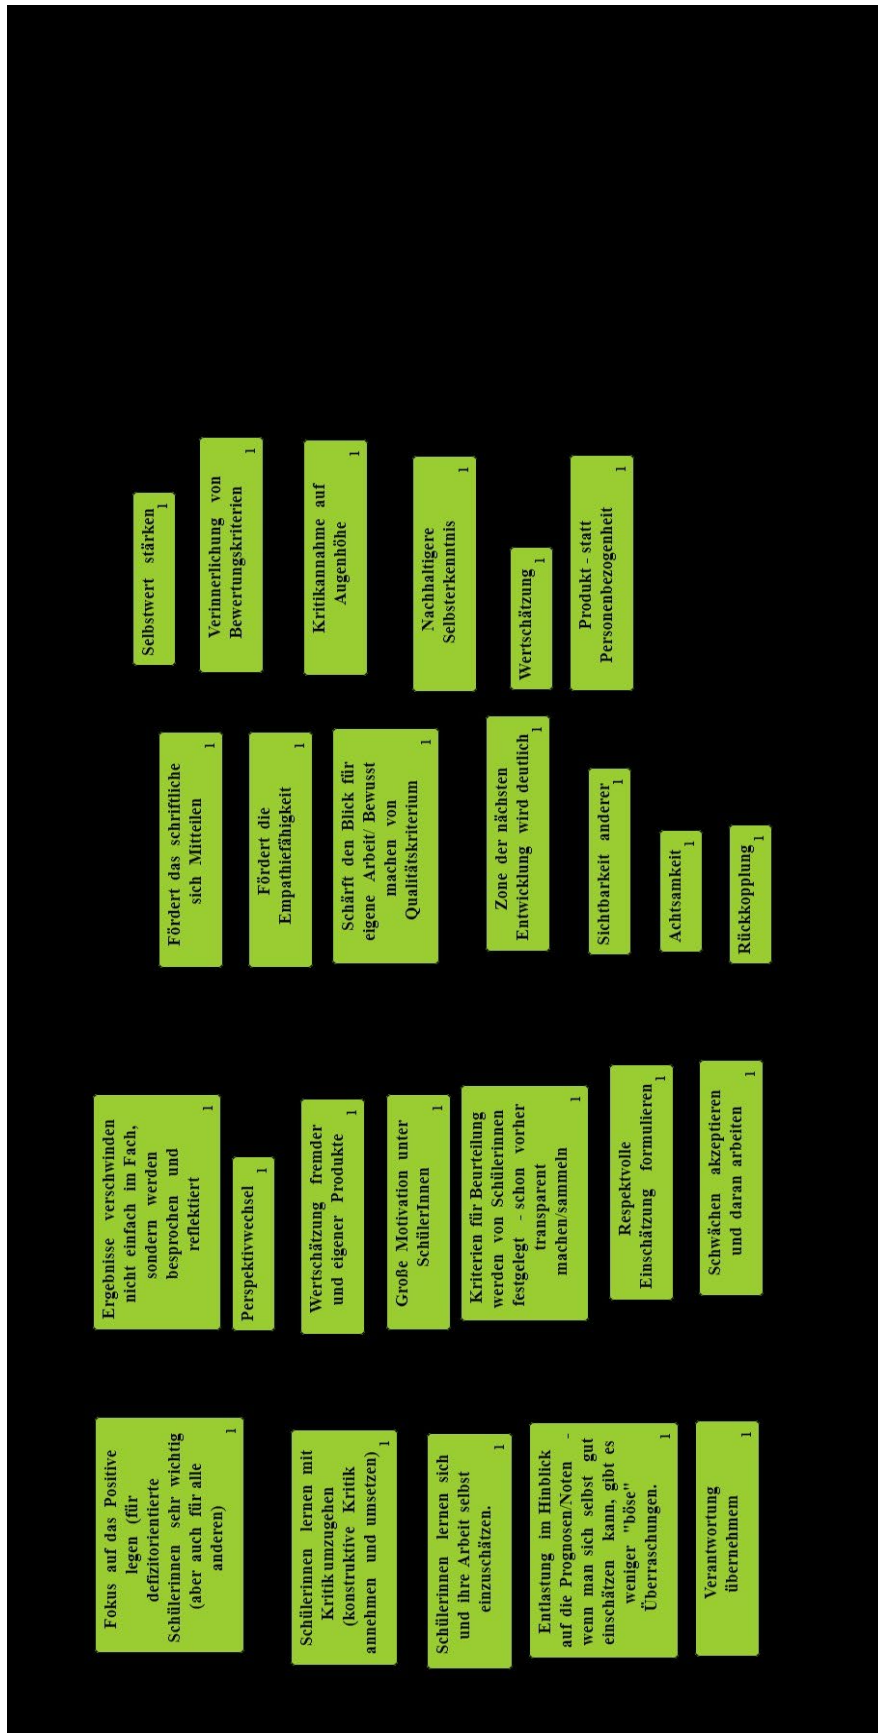 Fokus auf das Positive
legen (für
defizitorientierte
Schülerinnen sehr wichtig
(aber auch für alle
anderen)
1
Schülerinnen lernen mit
Kritik umzugehen
(konstruktive Kritik
annehmen und umsetzen)
1
Schülerinnen lernen sich
und ihre Arbeit selbst
einzuschätzen.
1
Entlastung im Hinblick
auf die Prognosen/Noten -
wenn man sich selbst gut
einschätzen kann, gibt es
weniger "böse"
Überraschungen.
1
Verantwortung
übernehmem
1
Ergebnisse verschwinden
nicht einfach im Fach,
sondern werden
besprochen und
reflektiert
1
Perspektivwechsel
1
Wertschätzung fremder
und eigener Produkte
1
Große Motivation unter
SchülerInnen
1
Kriterien für Beurteilung
werden von Schülerinnen
festgelegt - schon vorher
transparent
machen/sammeln
1
Respektvolle
Einschätzung formulieren
1
Schwächen akzeptieren
und daran arbeiten
1
Fördert das schriftliche
sich Mitteilen
1
Fördert die
Empathiefähigkeit
1
Schärft den Blick für
eigene Arbeit/ Bewusst
machen von
Qualitätskriterium
1
Zone der nächsten
Entwicklung wird deutlich
1
Sichtbarkeit anderer
1
Achtsamkeit
1
Rückkopplung
1
Selbstwert stärken
1
Verinnerlichung von
Bewertungskriterien
1
Kritikannahme auf
Augenhöhe
1
Nachhaltigere
Selbsterkenntnis
1
Wertschätzung
1
Produkt - statt
Personenbezogenheit
1